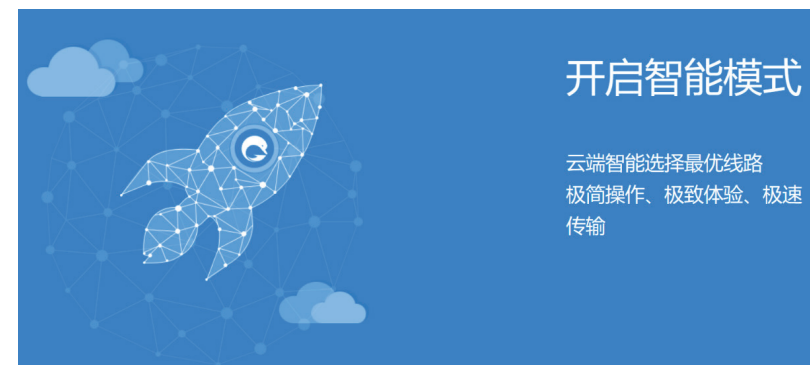 开启智能模式
云端智能选择最优线路
极简操作、极致体验、极速
传输